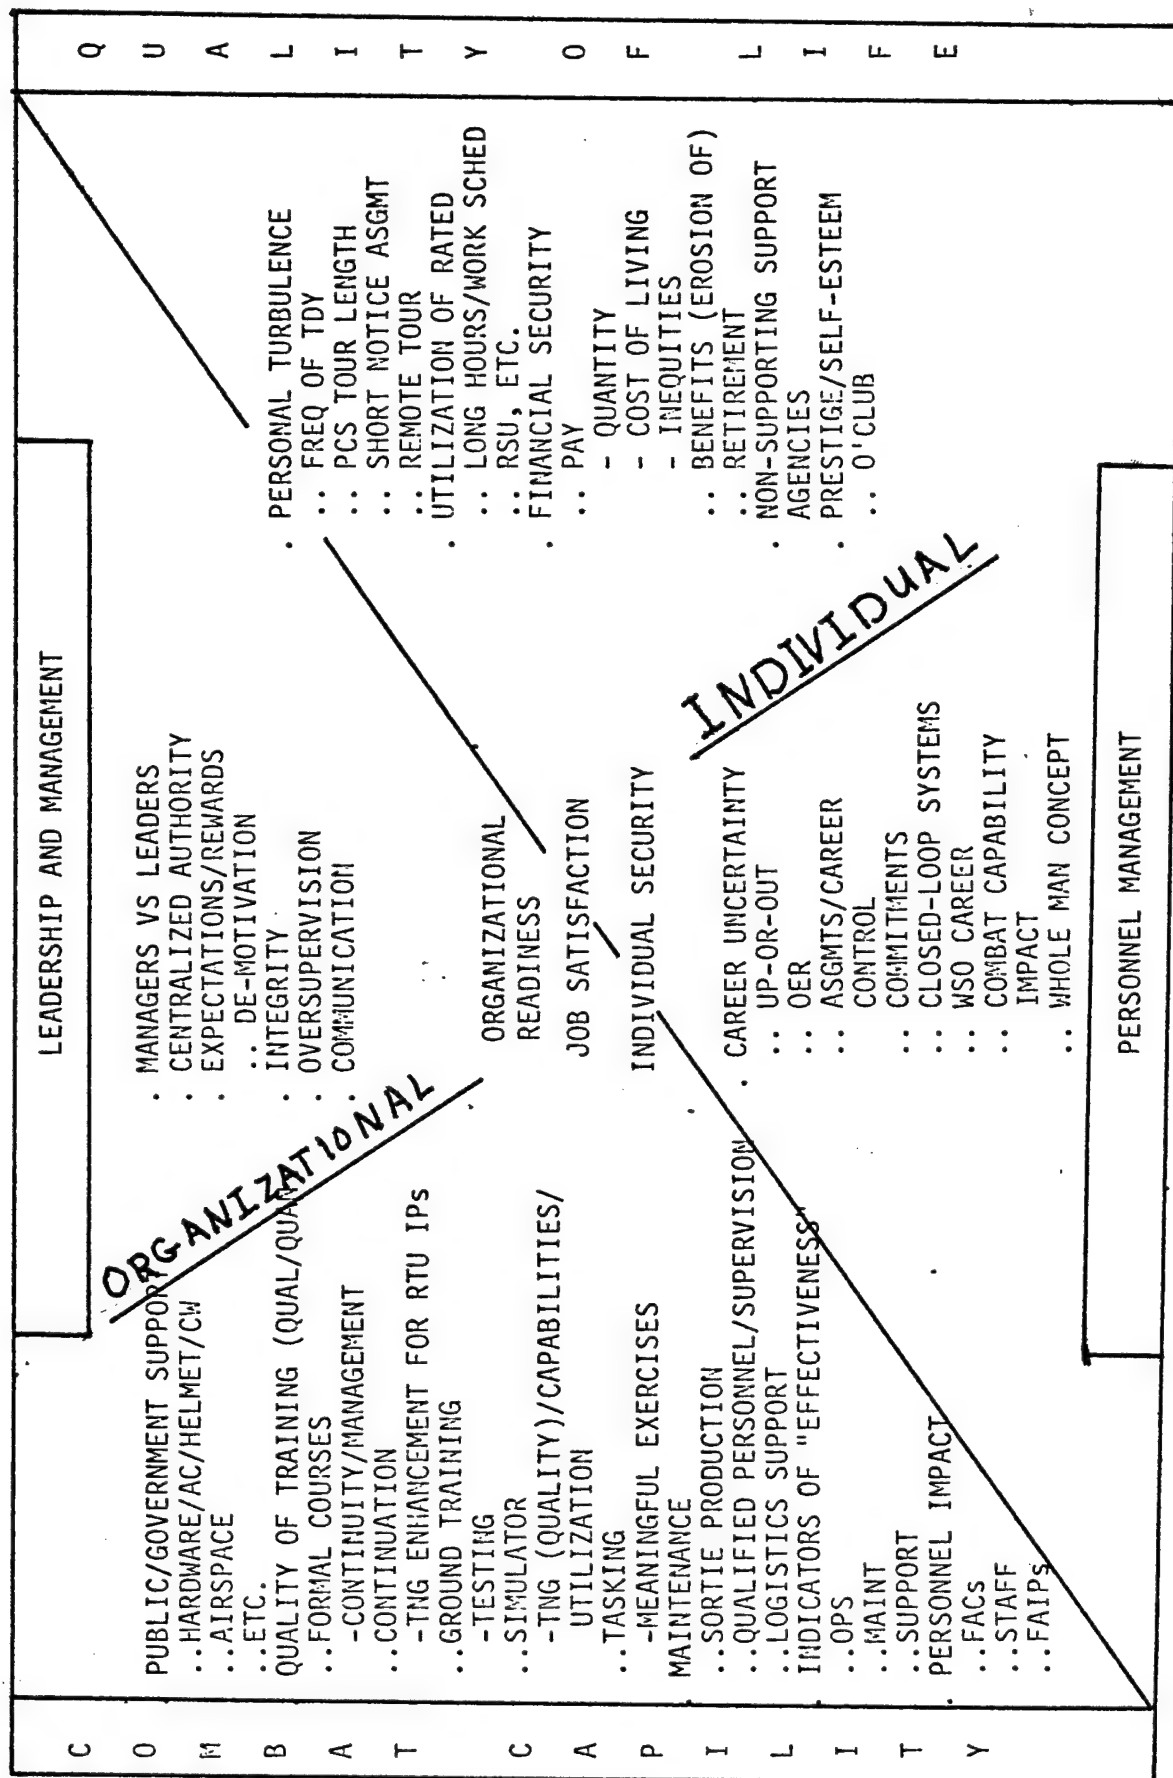 LEADERSHIP AND MANAGEMENT
COMBAT CAPILITY
PUBLIC/GOVERNMENT SUPPORT
..HARDWARE/AC/HELMET/CW
..AIRSPACE
..ETC.
QUALITY OF TRAINING (QUAL/QUAN
..FORMAL COURSES
-CONTINUITY/MANAGEMENT
..CONTINUATION
-TNG ENHANCEMENT FOR RTU IPs
..GROUND TRAINING
-TESTING
..SIMULATOR
-TNG (QUALITY)/CAPABILITIES/
UTILIZATION
..TASKING
-MEANINGFUL EXERCISES
MAINTENANCE
..SORTIE PRODUCTION
..QUALIFIED PERSONNEL/SUPERVISION
..LOGISTICS SUPPORT
INDICATORS OF "EFFECTIVENESS"
..OPS
..MAINT
..SUPPORT
PERSONNEL IMPACT
..FACs
..STAFF
..FAIPs
ORGANIZATIONAL
. MANAGERS VS LEADERS
. CENTRALIZED AUTHORITY
. EXPECTATIONS/REWARDS
.. DE-MOTIVATION
. INTEGRITY
. OVERSUPERVISION
. COMMUNICATION
ORGANIZATIONAL
READINESS
JOB SATISFACTION
INDIVIDUAL SECURITY
INDIVIDUAL
. CAREER UNCERTAINTY
.. UP-OR-OUT
.. OER
.. ASGMTS/CAREER
CONTROL
.. COMMITMENTS
.. CLOSED-LOOP SYSTEMS
.. WSO CAREER
.. COMBAT CAPABILITY
IMPACT
.. WHOLE MAN CONCEPT
. PERSONAL TURBULENCE
.. FREQ OF TDY
.. PCS TOUR LENGTH
.. SHORT NOTICE ASGMT
.. REMOTE TOUR
. UTILIZATION OF RATED
.. LONG HOURS/WORK SCHED
.. RSU, ETC.
. FINANCIAL SECURITY
.. PAY
- QUANTITY
- COST OF LIVING
- INEQUITIES
.. BENEFITS (EROSION OF)
.. RETIREMENT
. NON-SUPPORTING SUPPORT
AGENCIES
. PRESTIGE/SELF-ESTEEM
.. O'CLUB
QUALITY OF LIFE
PERSONNEL MANAGEMENT